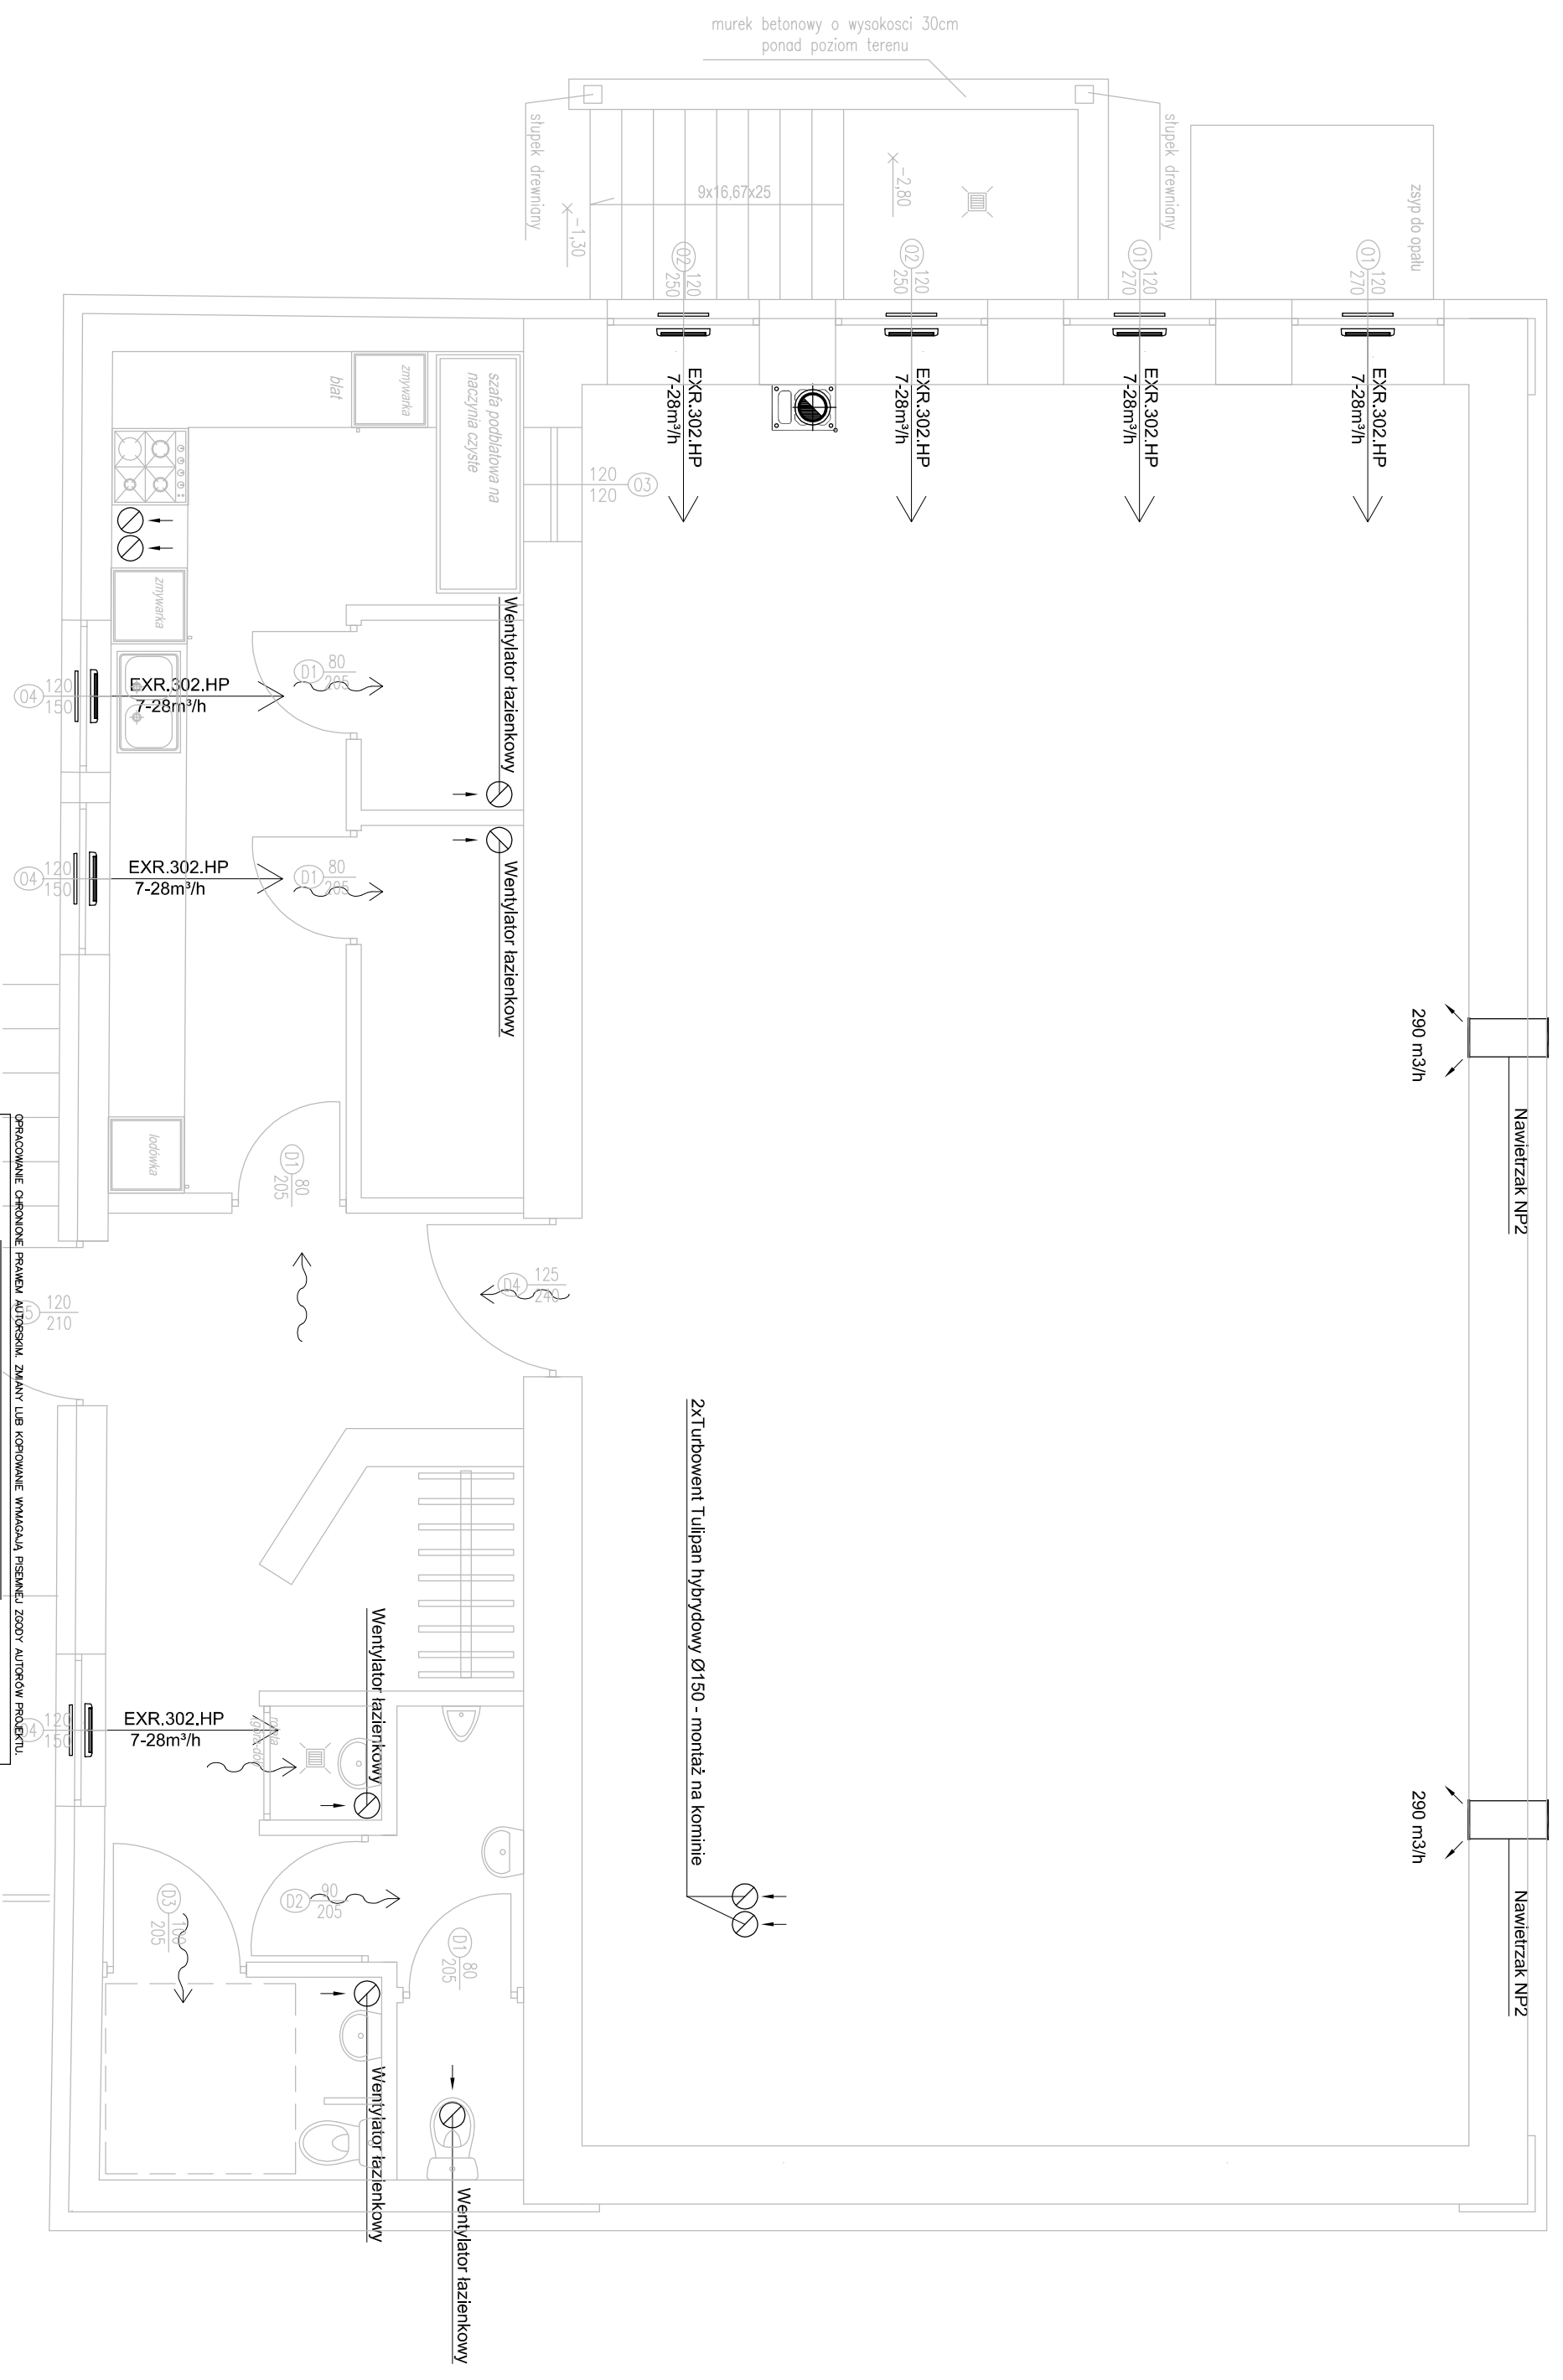 murek betonowy o wysokosci 30cm
ponad poziom terenu
słupek drewniany
słupek drewniany
zsyp do opału
9x16,67x25
-2,80
-1,30
02 120
250
02 120
250
01 120
270
01 120
270
EXR.302.HP
7-28m³/h
EXR.302.HP
7-28m³/h
EXR.302.HP
7-28m³/h
EXR.302.HP
7-28m³/h
blat
zmywarka
szafa podblatowa na
naczynia czyste
120
120 03
zmywarka
Wentylator łazienkowy
D1 80
205
04 120
150
EXR.302.HP
7-28m³/h
Wentylator łazienkowy
D1 80
205
04 120
150
EXR.302.HP
7-28m³/h
290 m3/h
Nawietrzak NP2
lodówka
D1 80
205
D4 125
240
120
210
OPRACOWANIE CHRONIONE PRAWEM AUTORSKIM. ZMIANY LUB KOPIOWANIE WYMAGAJĄ PISEMNEJ ZGODY AUTORÓW PROJEKTU.
2xTurbowent Tulipan hybrydowy Ø150 - montaż na kominie
Wentylator łazienkowy
04 120
150
EXR.302.HP
7-28m³/h
290 m3/h
Nawietrzak NP2
D3 100
205
D2 90
205
D1 80
205
Wentylator łazienkowy
Wentylator łazienkowy